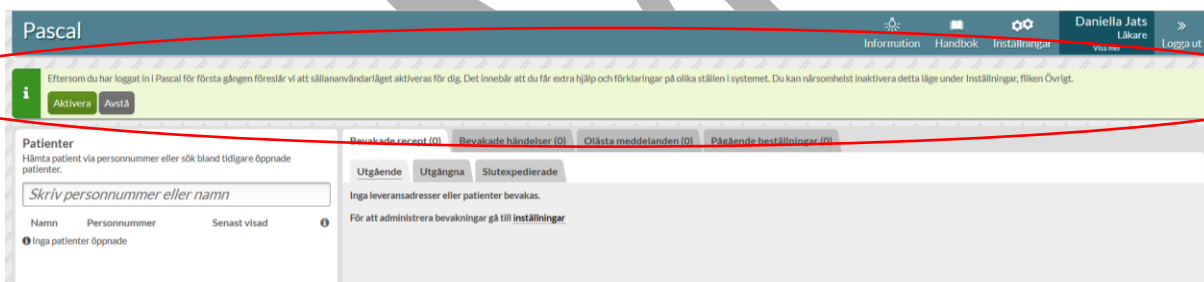 Pascal
Information
Handbok
Inställningar
Daniella Jats
Läkare
Visa mer
Logga ut
Eftersom du har loggat in i Pascal för första gången föreslår vi att sällananvändarläget aktiveras för dig. Det innebär att du får extra hjälp och förklaringar på olika ställen i systemet. Du kan närsomhelst inaktivera detta läge under Inställningar, fliken Övrigt.
Aktivera Avstå
Patienter
Hämta patient via personnummer eller sök bland tidigare öppnade
patienter.
Skriv personnummer eller namn
Namn Personnummer Senast visad
Inga patienter öppnade
Bevakade recept (0) Bevakade händelser (0) Olästa meddelanden (0) Pågående beställningar (0)
Utgående Utgångna Slutexpedierade
Inga leveransadresser eller patienter bevakas.
För att administrera bevakningar gå till inställningar